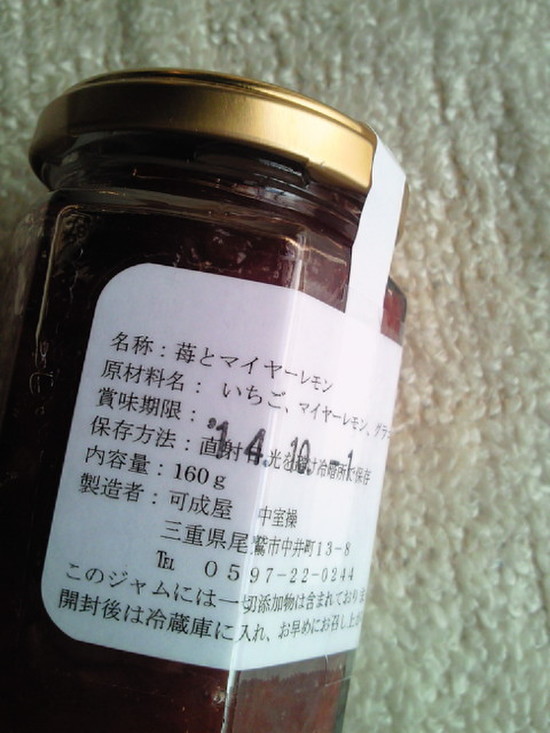 名称：苺とマイヤーレモン
原材料名： いちご、マイヤーレモン、グラニ
賞味期限： '14.10.-1
保存方法：直射日光を避け冷暗所で保存
内容量：160ｇ
製造者：可成屋 中室操
三重県尾鷲市中井町13-8
℡ 0597-22-0244
このジャムには一切添加物は含まれており
開封後は冷蔵庫に入れ、お早めにお召し上